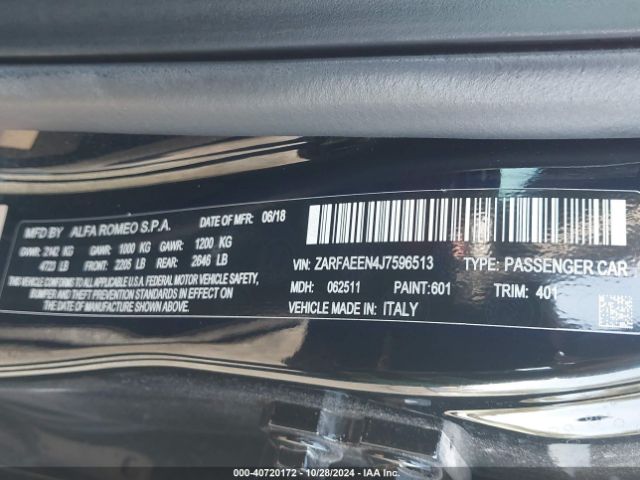 MFD BY ALFA ROMEO S.P.A. DATE OF MFR: 06/18
GVWR: 2142 KG GAWR: 1000 KG GAWR: 1200 KG
4723 LB FRONT: 2205 LB REAR: 2646 LB
THIS VEHICLE CONFORMS TO ALL APPLICABLE U.S.A. FEDERAL MOTOR VEHICLE SAFETY,
BUMPER AND THEFT PREVENTION STANDARDS IN EFFECT ON
THE DATE OF MANUFACTURE SHOWN ABOVE.
VIN: ZARFAEEN4J7596513 TYPE: PASSENGER CAR
MDH: 062511 PAINT:601 TRIM: 401
VEHICLE MADE IN: ITALY
000-40720172 - 10/28/2024 - IAA Inc.